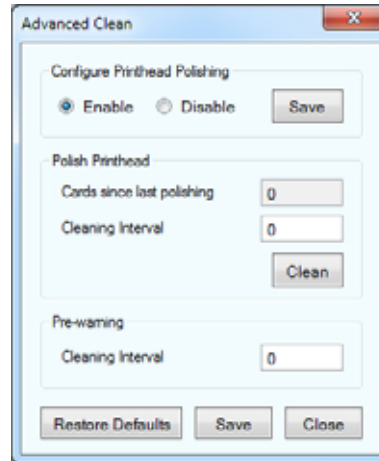 Advanced Clean
Configure Printhead Polishing
Enable Disable Save
Polish Printhead
Cards since last polishing 0
Cleaning Interval 0
Clean
Pre-warning
Cleaning Interval 0
Restore Defaults Save Close